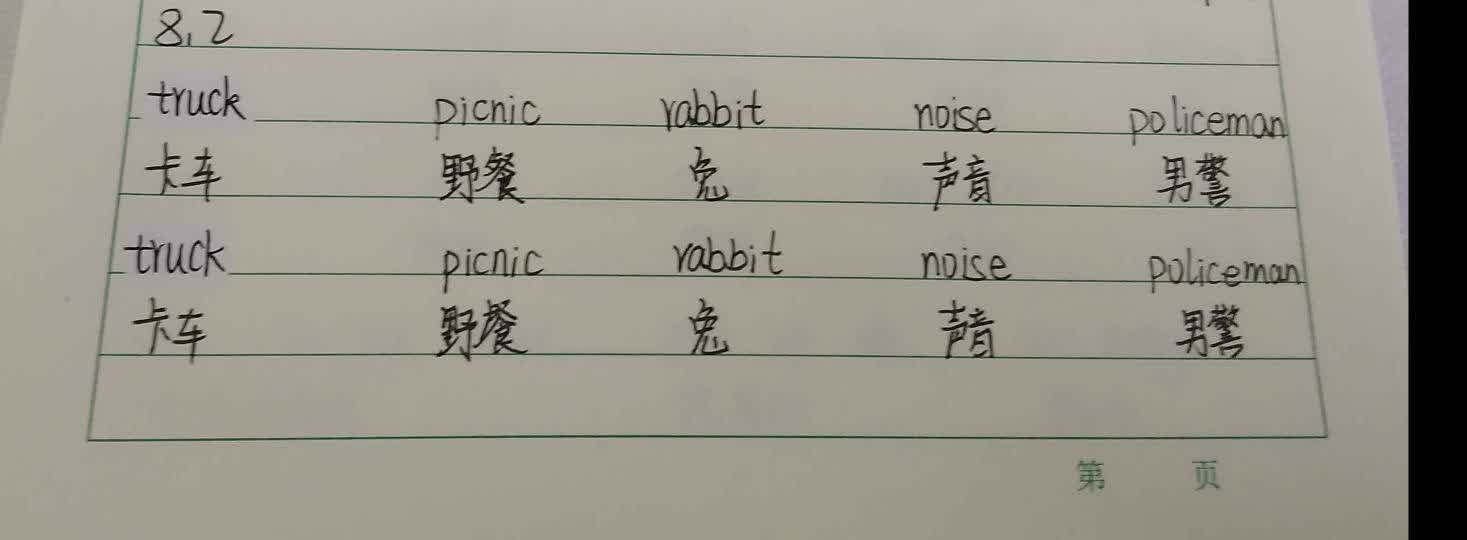 8,2
truck picnic rabbit noise policeman
卡车 野餐 兔 声音 男警
truck picnic rabbit noise policeman
卡车 野餐 兔 声音 男警
第 页